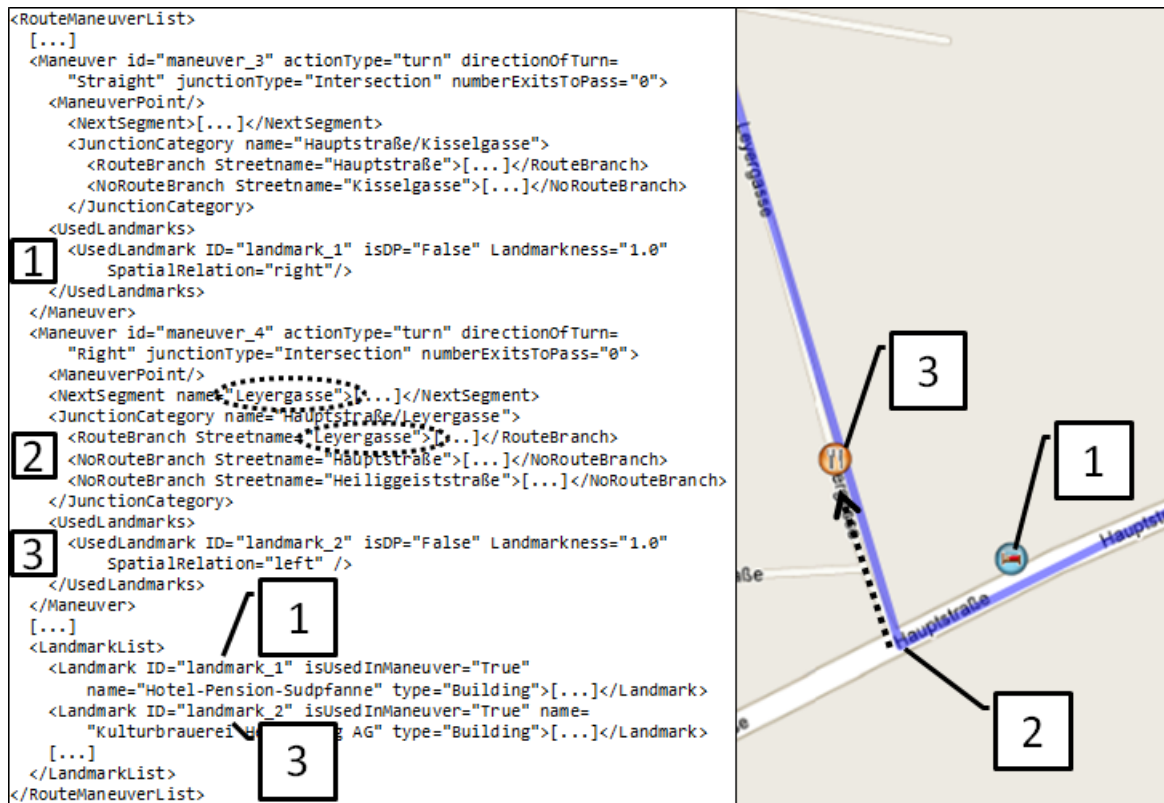 <RouteManeuverList>
[...]
<Maneuver id="maneuver_3" actionType="turn" directionOfTurn=
"Straight" junctionType="Intersection" numberExitsToPass="0">
<ManeuverPoint/>
<NextSegment>[...]</NextSegment>
<JunctionCategory name="Hauptstraße/Kisselgasse">
<RouteBranch Streetname="Hauptstraße">[...]</RouteBranch>
<NoRouteBranch Streetname="Kisselgasse">[...]</NoRouteBranch>
</JunctionCategory>
<UsedLandmarks>
1 <UsedLandmark ID="landmark_1" isDP="False" Landmarkness="1.0"
SpatialRelation="right"/>
</UsedLandmarks>
</Maneuver>
<Maneuver id="maneuver_4" actionType="turn" directionOfTurn=
"Right" junctionType="Intersection" numberExitsToPass="0">
<ManeuverPoint/>
<NextSegment name="Leyergasse">[...]</NextSegment>
<JunctionCategory name="Hauptstraße/Leyergasse">
<RouteBranch Streetname="Leyergasse">[...]</RouteBranch>
2 <NoRouteBranch Streetname="Hauptstraße">[...]</NoRouteBranch>
<NoRouteBranch Streetname="Heiliggeiststraße">[...]</NoRouteBranch>
</JunctionCategory>
<UsedLandmarks>
3 <UsedLandmark ID="landmark_2" isDP="False" Landmarkness="1.0"
SpatialRelation="left" />
</UsedLandmarks>
</Maneuver>
[...]
1
<LandmarkList>
<Landmark ID="landmark_1" isUsedInManeuver="True"
name="Hotel-Pension-Sudpfanne" type="Building">[...]</Landmark>
<Landmark ID="landmark_2" isUsedInManeuver="True" name=
"Kulturbrauerei AG" type="Building">[...]</Landmark>
3
[...]
</LandmarkList>
</RouteManeuverList>
Leyergasse
3
1
Hauptstraße
2